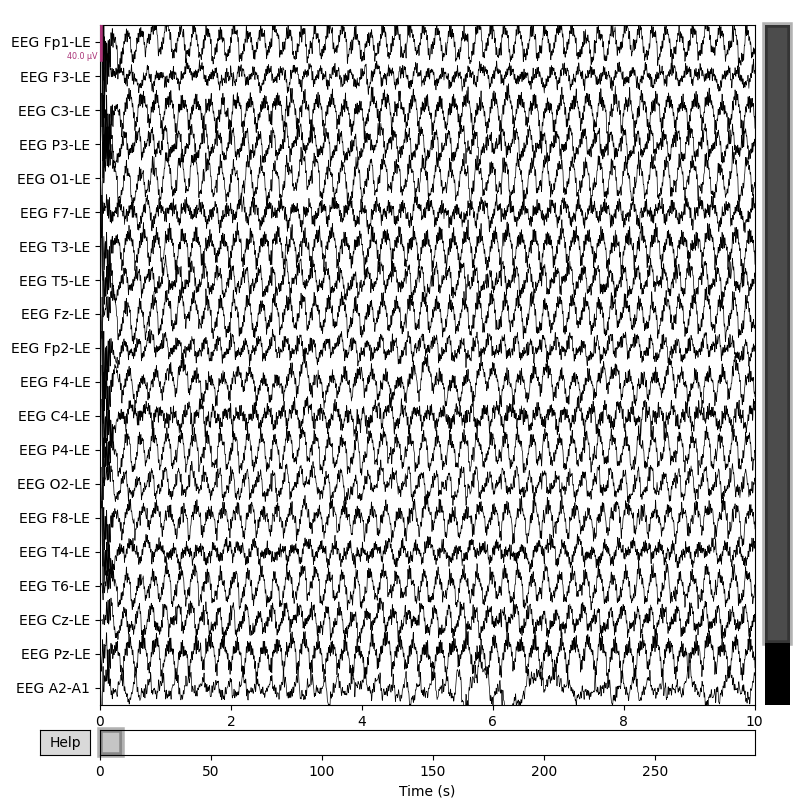 EEG Fp1-LE
40.0 µV
EEG F3-LE
EEG C3-LE
EEG P3-LE
EEG O1-LE
EEG F7-LE
EEG T3-LE
EEG T5-LE
EEG Fz-LE
EEG Fp2-LE
EEG F4-LE
EEG C4-LE
EEG P4-LE
EEG O2-LE
EEG F8-LE
EEG T4-LE
EEG T6-LE
EEG Cz-LE
EEG Pz-LE
EEG A2-A1
0 2 4 6 8 10
Help
0 50 100 150 200 250
Time (s)